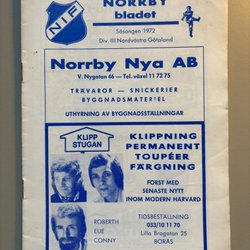 NORRBY
bladet
NIF
Säsongen 1972
Div. III Nordvästra Götaland
Norrby Nya AB
V. Nygatan 46 — Tel. växel 11 72 75
TRÄVAROR — SNICKERIER
BYGGNADSMATERIEL
UTHYRNING AV BYGGNADSSTÄLLNINGAR
KLIPP
STUGAN
KLIPPNING
PERMANENT
TOUPÉER
FÄRGNING
FÖRST MED
SENASTE NYTT
INOM MODERN HÅRVÅRD
ROBERTH
EUE
CONNY
TIDSBESTÄLLNING
033/10 11 70
Lilla Brogatan 25
BORÅS